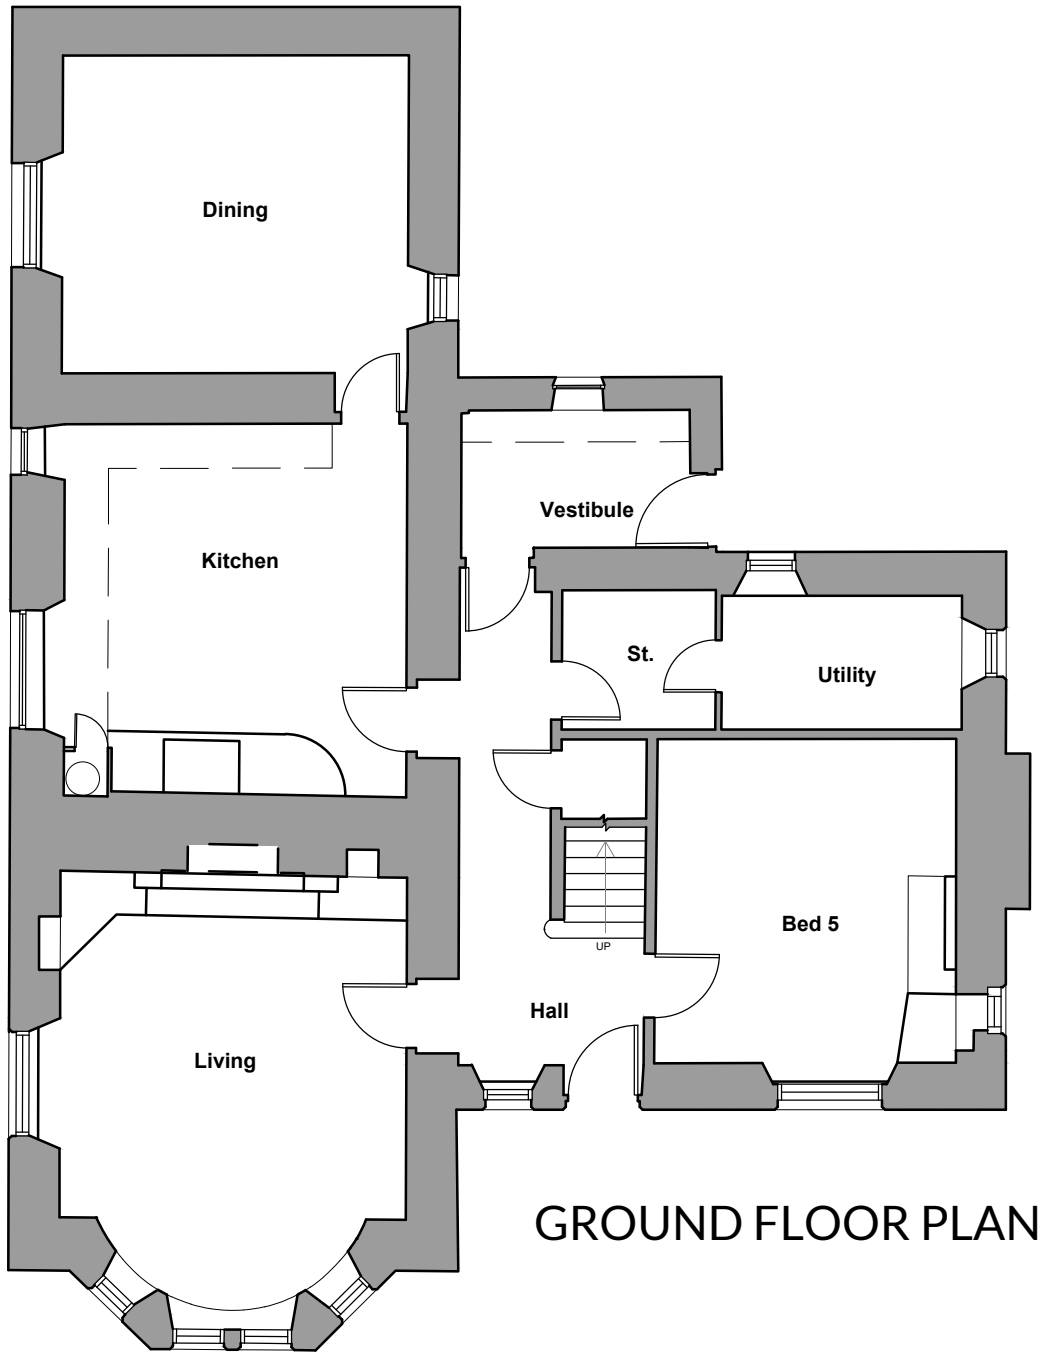 Dining
Vestibule
Kitchen
St.
Utility
Bed 5
UP
Hall
Living
GROUND FLOOR PLAN